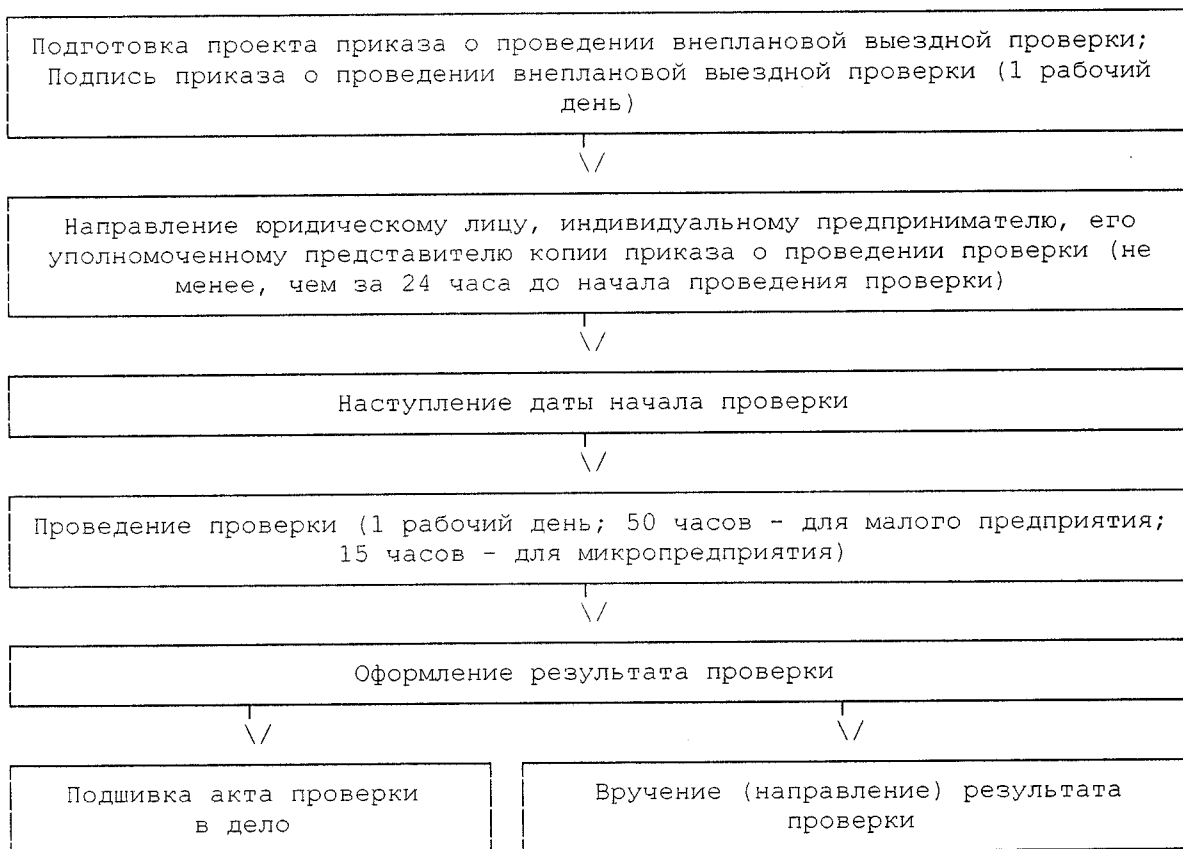 Подготовка проекта приказа о проведении внеплановой выездной проверки;
Подпись приказа о проведении внеплановой выездной проверки (1 рабочий
день)
\/
Направление юридическому лицу, индивидуальному предпринимателю, его
уполномоченному представителю копии приказа о проведении проверки (не
менее, чем за 24 часа до начала проведения проверки)
\/
Наступление даты начала проверки
\/
Проведение проверки (1 рабочий день; 50 часов - для малого предприятия;
15 часов - для микропредприятия)
\/
Оформление результата проверки
\/ \/
Подшивка акта проверки
в дело
Вручение (направление) результата
проверки